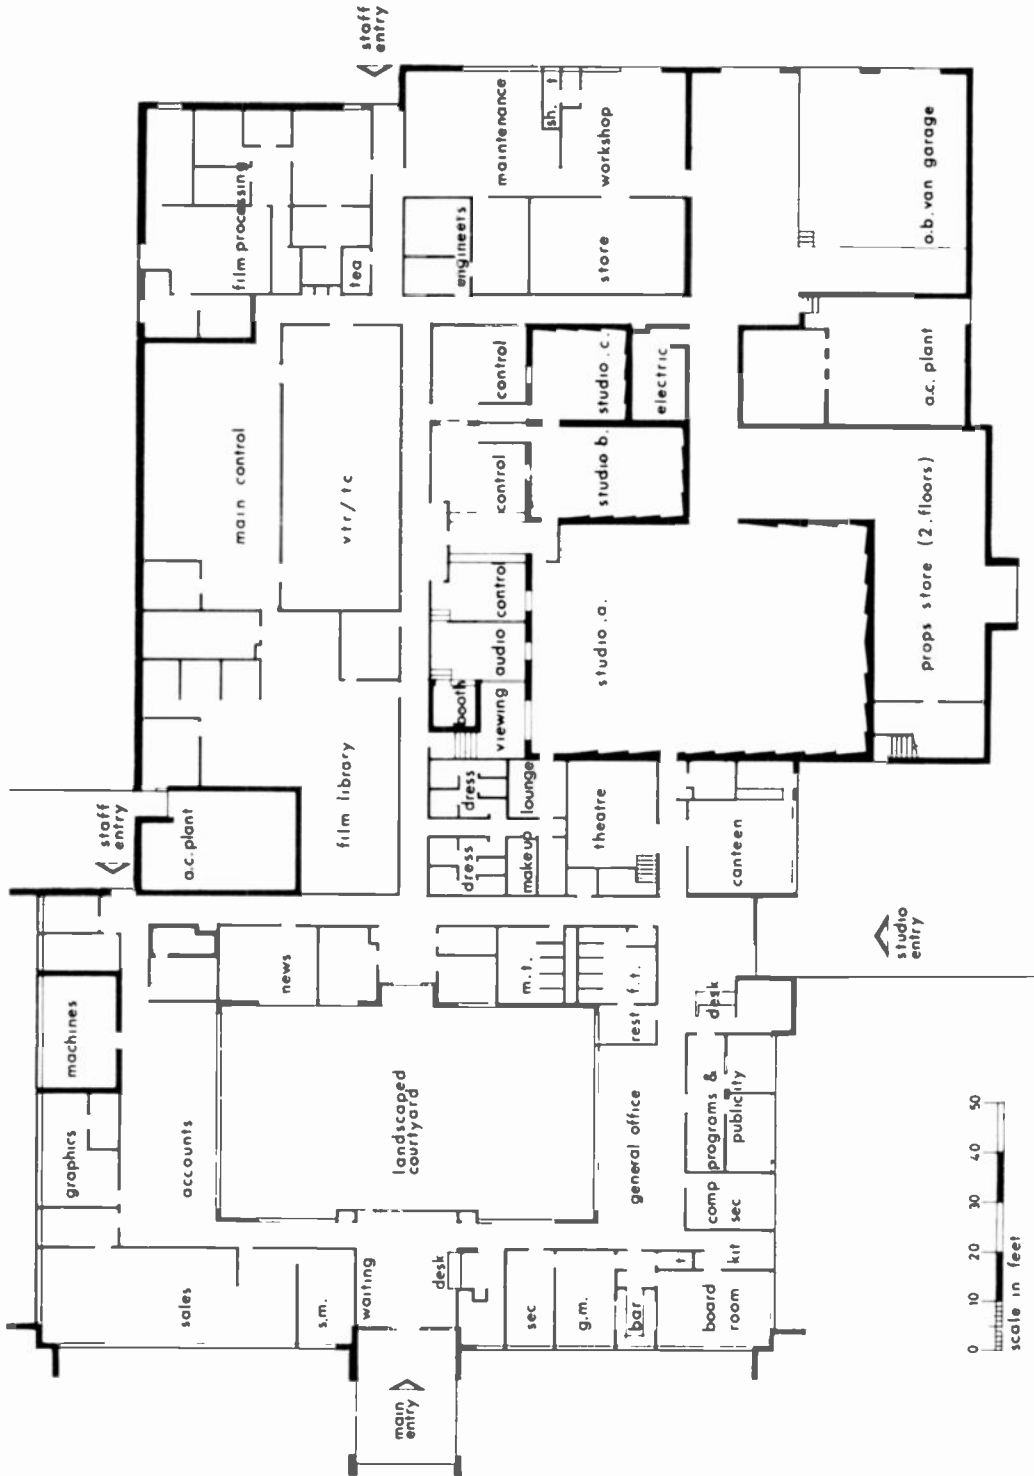 sales
s.m.
waiting
desk
main
entry
sec
g.m.
bar
board
room
t
kit
graphics
machines
accounts
news
landscaped
courtyard
general office
m.t.
rest
f.t.
comp
sec
programs &
publicity
desk
studio
entry
staff
entry
a.c. plant
film library
main control
vtr/tc
film processing
tea
staff
entry
dress
dress
makeup
lounge
booth
viewing
audio
control
control
control
engineers
maintenance
sh.
t
workshop
store
theatre
canteen
studio .a.
studio b.
studio .c.
electric
props store (2. floors)
a.c. plant
o.b. van garage
0 10 20 30 40 50
scale in feet